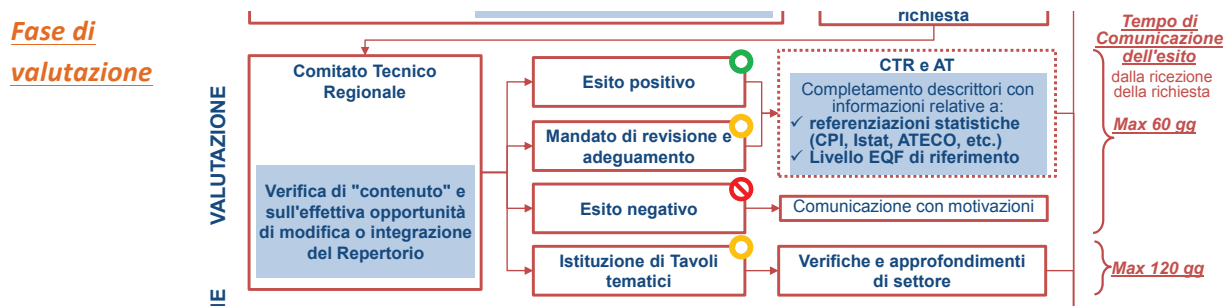 richiesta
Fase di
valutazione
VALUTAZIONE
NE
Comitato Tecnico
Regionale
Verifica di "contenuto" e
sull'effettiva opportunità
di modifica o integrazione
del Repertorio
Esito positivo
Mandato di revisione e
adeguamento
Esito negativo
Istituzione di Tavoli
tematici
CTR e AT
Completamento descrittori con
informazioni relative a:
✓ referenziazioni statistiche
(CPI, Istat, ATECO, etc.)
✓ Livello EQF di riferimento
Comunicazione con motivazioni
Verifiche e approfondimenti
di settore
Tempo di
Comunicazione
dell'esito
dalla ricezione
della richiesta
Max 60 gg
Max 120 gg